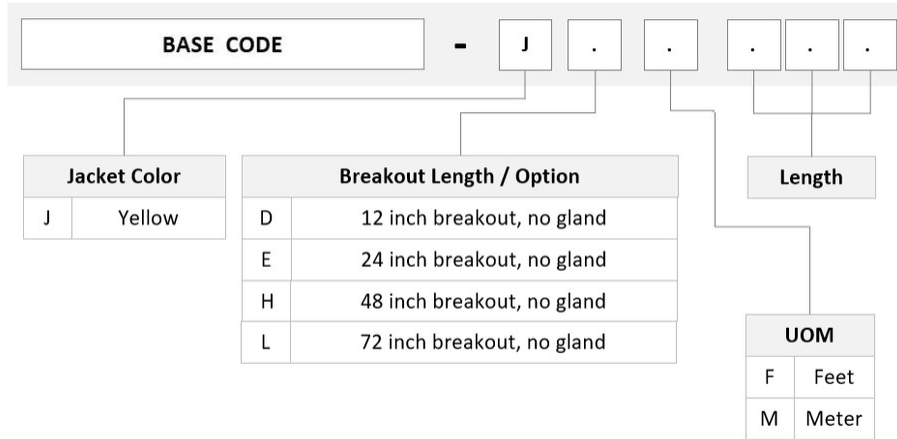 BASE CODE - J . . . . .
Jacket Color
J Yellow
Breakout Length / Option
D 12 inch breakout, no gland
E 24 inch breakout, no gland
H 48 inch breakout, no gland
L 72 inch breakout, no gland
Length
UOM
F Feet
M Meter